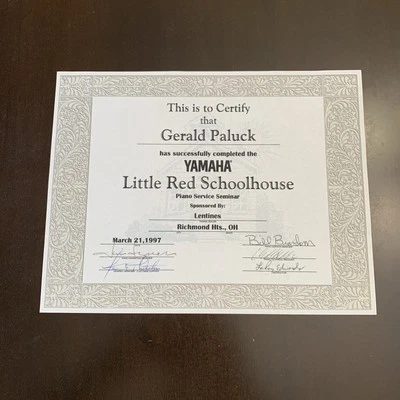 This is to Certify
that
Gerald Paluck
has successfully completed the
YAMAHA
Little Red Schoolhouse
Piano Service Seminar
Sponsored By:
Lentines
Richmond Hts., OH
March 21,1997